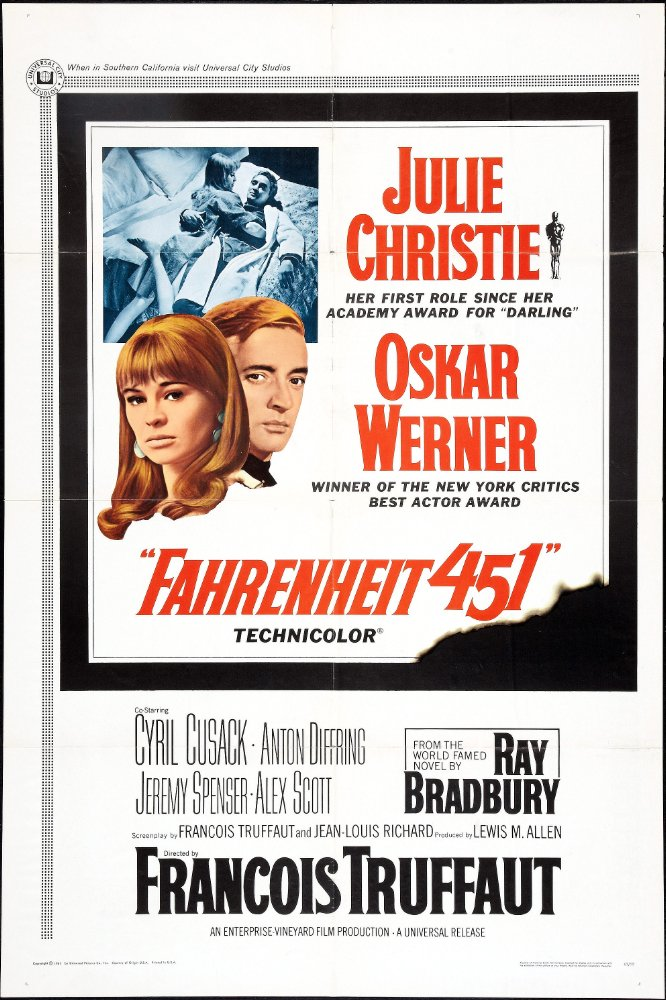 When in Southern California visit Universal City Studios
UNIVERSAL CITY STUDIOS
JULIE
CHRISTIE
HER FIRST ROLE SINCE HER
ACADEMY AWARD FOR "DARLING"
OSKAR
WERNER
WINNER OF THE NEW YORK CRITICS
BEST ACTOR AWARD
"FAHRENHEIT 451"
TECHNICOLOR®
Co-Starring
CYRIL CUSACK · ANTON DIFFRING
JEREMY SPENSER · ALEX SCOTT
FROM THE
WORLD FAMED
NOVEL BY
RAY
BRADBURY
Screenplay by FRANCOIS TRUFFAUT and JEAN-LOUIS RICHARD Produced by LEWIS M. ALLEN
Directed by
FRANCOIS TRUFFAUT
AN ENTERPRISE-VINEYARD FILM PRODUCTION · A UNIVERSAL RELEASE